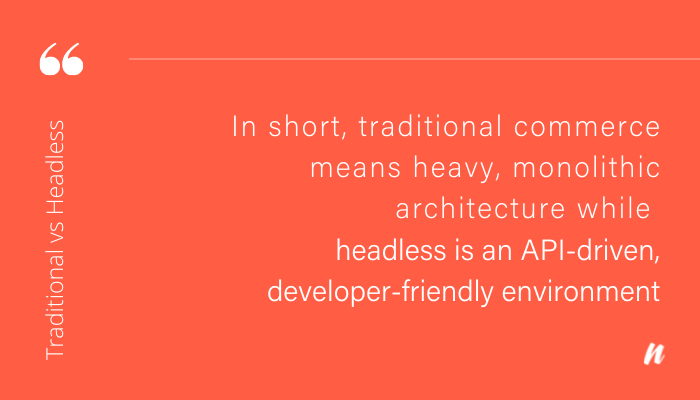 ❝
Traditional vs Headless
In short, traditional commerce
means heavy, monolithic
architecture while
headless is an API-driven,
developer-friendly environment
n